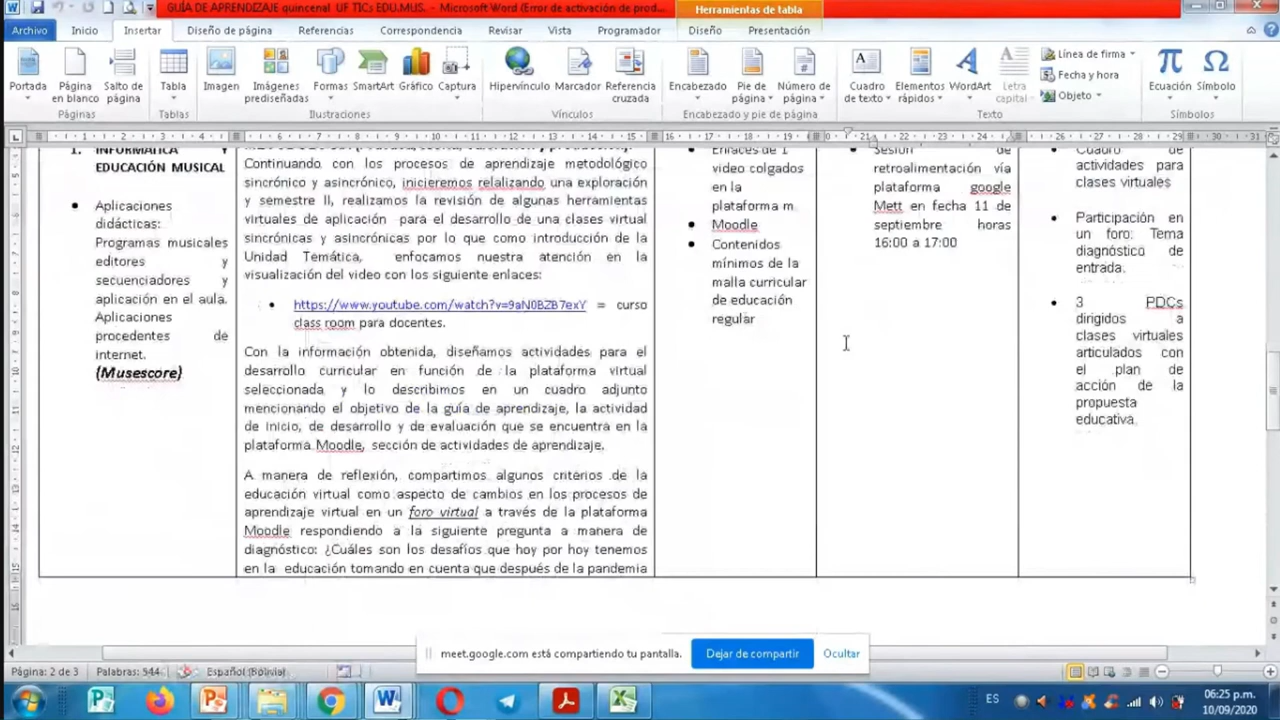 GUÍA DE APRENDIZAJE quincenal UF TICs EDU.MUS. - Microsoft Word (Error de activación de prod...
Herramientas de tabla
Archivo
Inicio
Insertar
Diseño de página
Referencias
Correspondencia
Revisar
Vista
Programador
Diseño
Presentación
Portada
Página
en blanco
Salto de
página
Tabla
Imagen
Imágenes
prediseñadas
Formas
SmartArt
Gráfico
Captura
Hipervínculo
Marcador
Referencia
cruzada
Encabezado
Pie de
página
Número de
página
Cuadro
de texto
Elementos
rápidos
WordArt
Letra
capital
Línea de firma
Fecha y hora
Objeto
Ecuación
Símbolo
Páginas
Tablas
Ilustraciones
Vínculos
Encabezado y pie de página
Texto
Símbolos
1. INFORMÁTICA Y
EDUCACIÓN MUSICAL
• Aplicaciones
didácticas:
Programas musicales
editores y
secuenciadores y
aplicación en el aula.
Aplicaciones
procedentes de
internet.
(Musescore)
Continuando con los procesos de aprendizaje metodológico
sincrónico y asincrónico, inicieremos relalizando una exploración
y semestre II, realizamos la revisión de algunas herramientas
virtuales de aplicación para el desarrollo de una clases virtual
sincrónicas y asincrónicas por lo que como introducción de la
Unidad Temática, enfocamos nuestra atención en la
visualización del video con los siguiente enlaces:
• https://www.youtube.com/watch?v=9aN0BZB7exY = curso
class room para docentes.
Con la información obtenida, diseñamos actividades para el
desarrollo curricular en función de la plataforma virtual
seleccionada y lo describimos en un cuadro adjunto
mencionando el objetivo de la guía de aprendizaje, la actividad
de inicio, de desarrollo y de evaluación que se encuentra en la
plataforma Moodle, sección de actividades de aprendizaje.
A manera de reflexión, compartimos algunos criterios de la
educación virtual como aspecto de cambios en los procesos de
aprendizaje virtual en un foro virtual a través de la plataforma
Moodle respondiendo a la siguiente pregunta a manera de
diagnóstico: ¿Cuáles son los desafíos que hoy por hoy tenemos
en la educación tomando en cuenta que después de la pandemia
• Enlaces de 1
video colgados
en la
plataforma m
• Moodle
• Contenidos
mínimos de la
malla curricular
de educación
regular
• Sesión de
retroalimentación vía
plataforma google
Mett en fecha 11 de
septiembre horas
16:00 a 17:00
• Cuadro de
actividades para
clases virtuales
• Participación en
un foro: Tema
diagnóstico de
entrada.
• 3 PDCs
dirigidos a
clases virtuales
articulados con
el plan de
acción de la
propuesta
educativa.
meet.google.com está compartiendo tu pantalla.
Dejar de compartir
Ocultar
Página: 2 de 3
Palabras: 544
Español (Bolivia)
ES
06:25 p.m.
10/09/2020